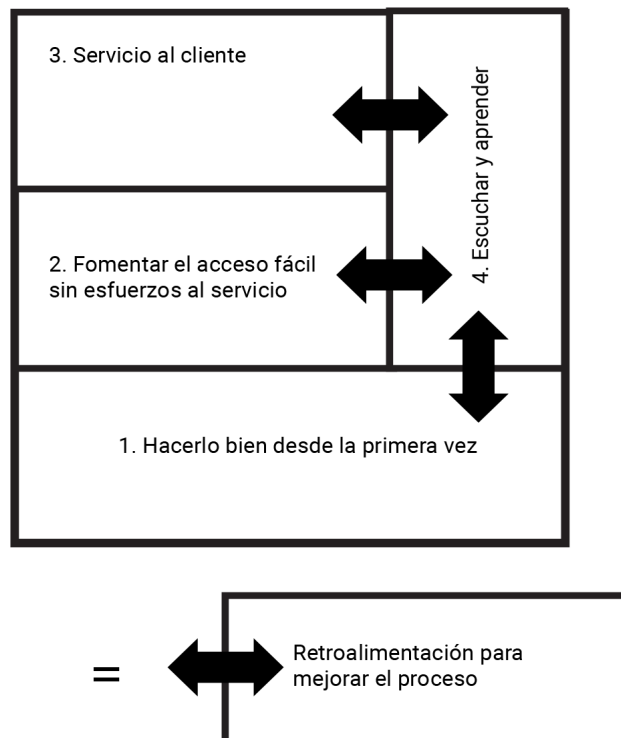 3. Servicio al cliente
4. Escuchar y aprender
2. Fomentar el acceso fácil
sin esfuerzos al servicio
1. Hacerlo bien desde la primera vez
=
Retroalimentación para
mejorar el proceso